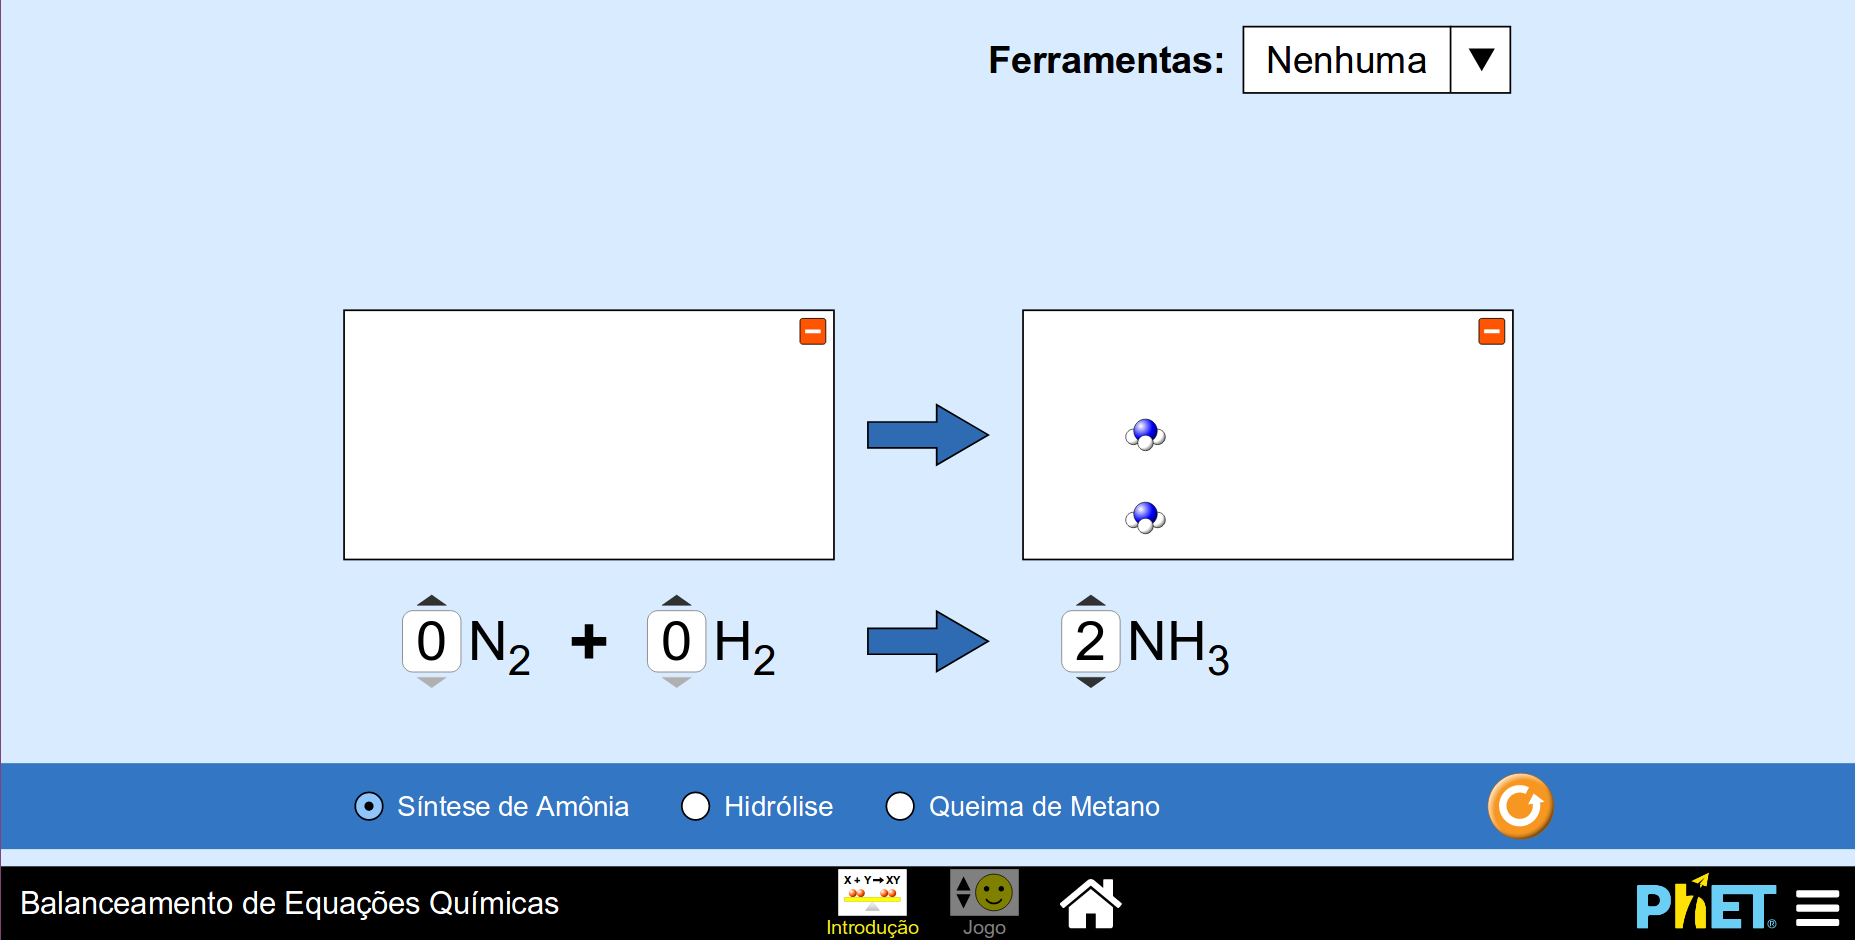 Ferramentas: Nenhuma
0 N2 + 0 H2 2 NH3
Síntese de Amônia Hidrólise Queima de Metano
Balanceamento de Equações Químicas
X + Y→XY
Introdução
Jogo
PhET®